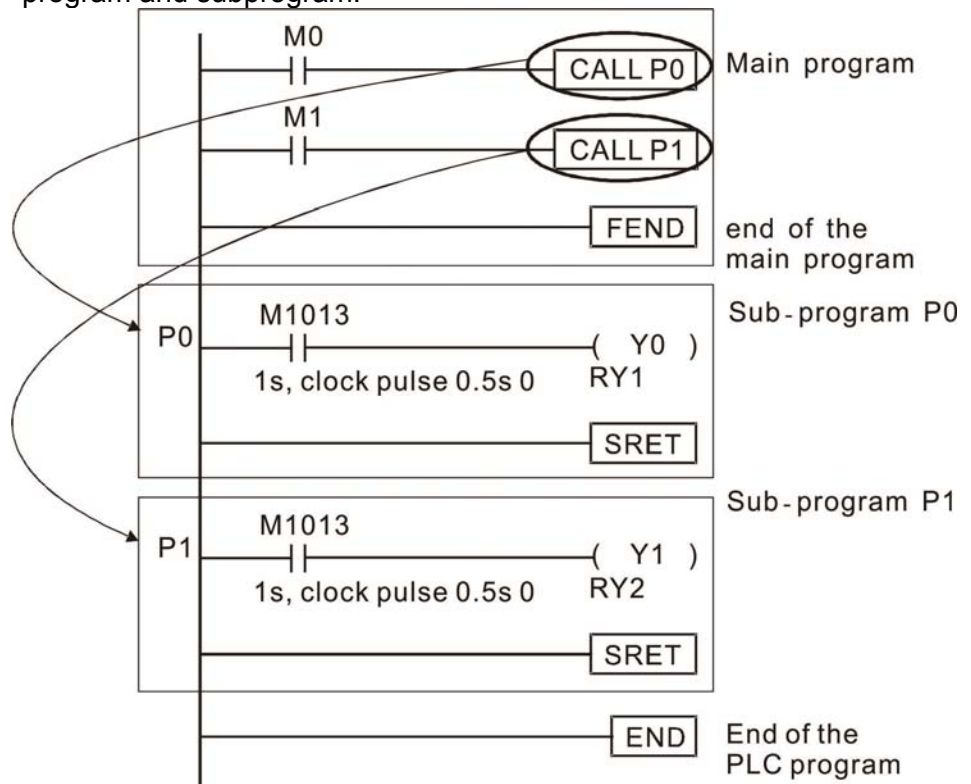 program and subprogram.
M0
CALL P0
Main program
M1
CALL P1
FEND
end of the
main program
Sub-program P0
P0
M1013
( Y0 )
1s, clock pulse 0.5s 0
RY1
SRET
Sub-program P1
P1
M1013
( Y1 )
1s, clock pulse 0.5s 0
RY2
SRET
END
End of the
PLC program